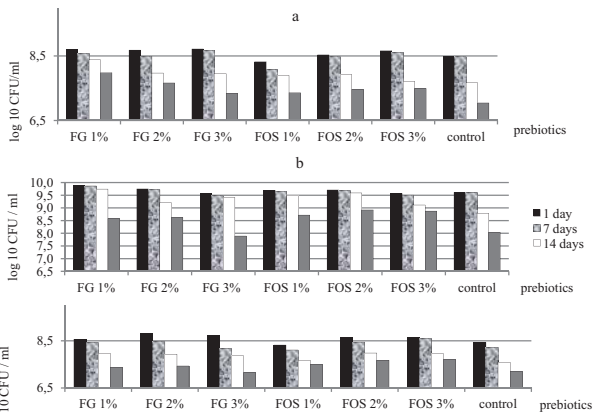 a
log 10 CFU/ml
8,5
6,5
FG 1% FG 2% FG 3% FOS 1% FOS 2% FOS 3% control
prebiotics
b
log 10 CFU / ml
10,0
9,5
9,0
8,5
8,0
7,5
7,0
6,5
FG 1% FG 2% FG 3% FOS 1% FOS 2% FOS 3% control
prebiotics
1 day
7 days
14 days
10 CFU / ml
8,5
6,5
FG 1% FG 2% FG 3% FOS 1% FOS 2% FOS 3% control
prebiotics